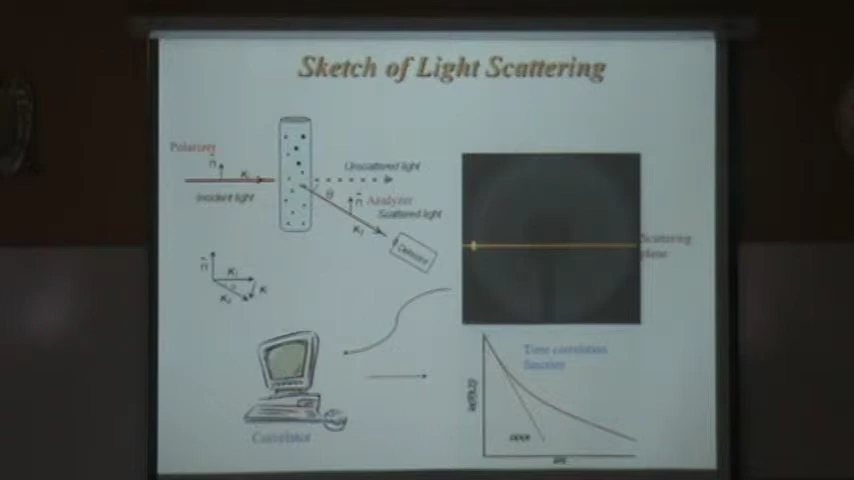 Sketch of Light Scattering
Polarizer
n
K
Incident light
Unscattered light
θ
n Analyzer
Scattered light
K
Detector
Scattering
plane
n
K
K
K
Time correlation
function
Correlator